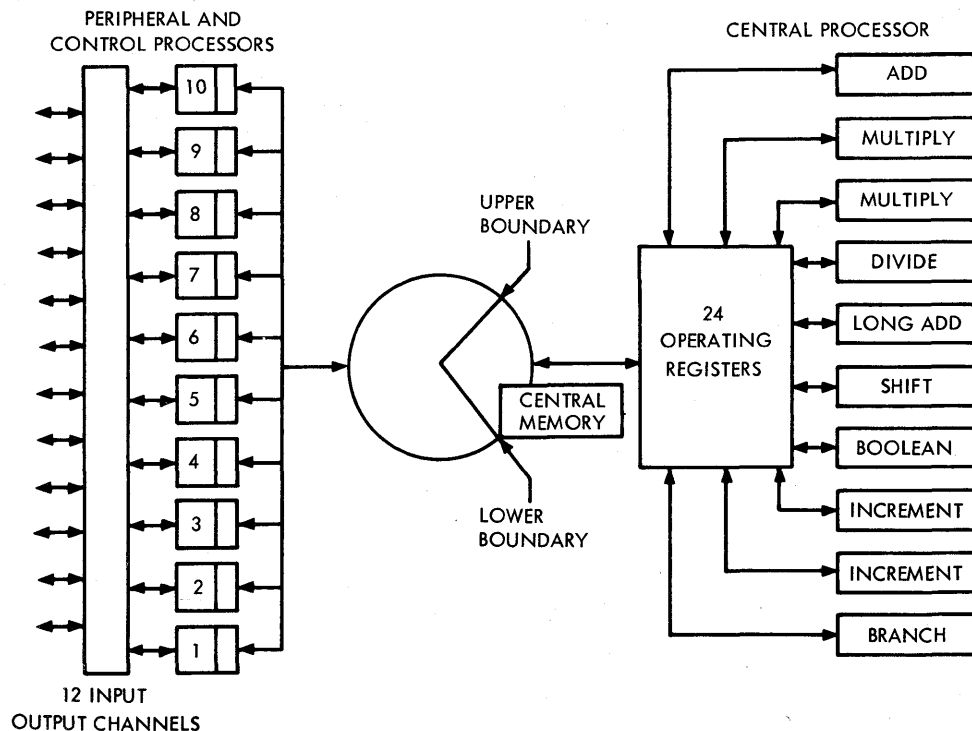 PERIPHERAL AND
CONTROL PROCESSORS
10
9
8
7
6
5
4
3
2
1
12 INPUT
OUTPUT CHANNELS
UPPER
BOUNDARY
CENTRAL
MEMORY
LOWER
BOUNDARY
24
OPERATING
REGISTERS
CENTRAL PROCESSOR
ADD
MULTIPLY
MULTIPLY
DIVIDE
LONG ADD
SHIFT
BOOLEAN
INCREMENT
INCREMENT
BRANCH